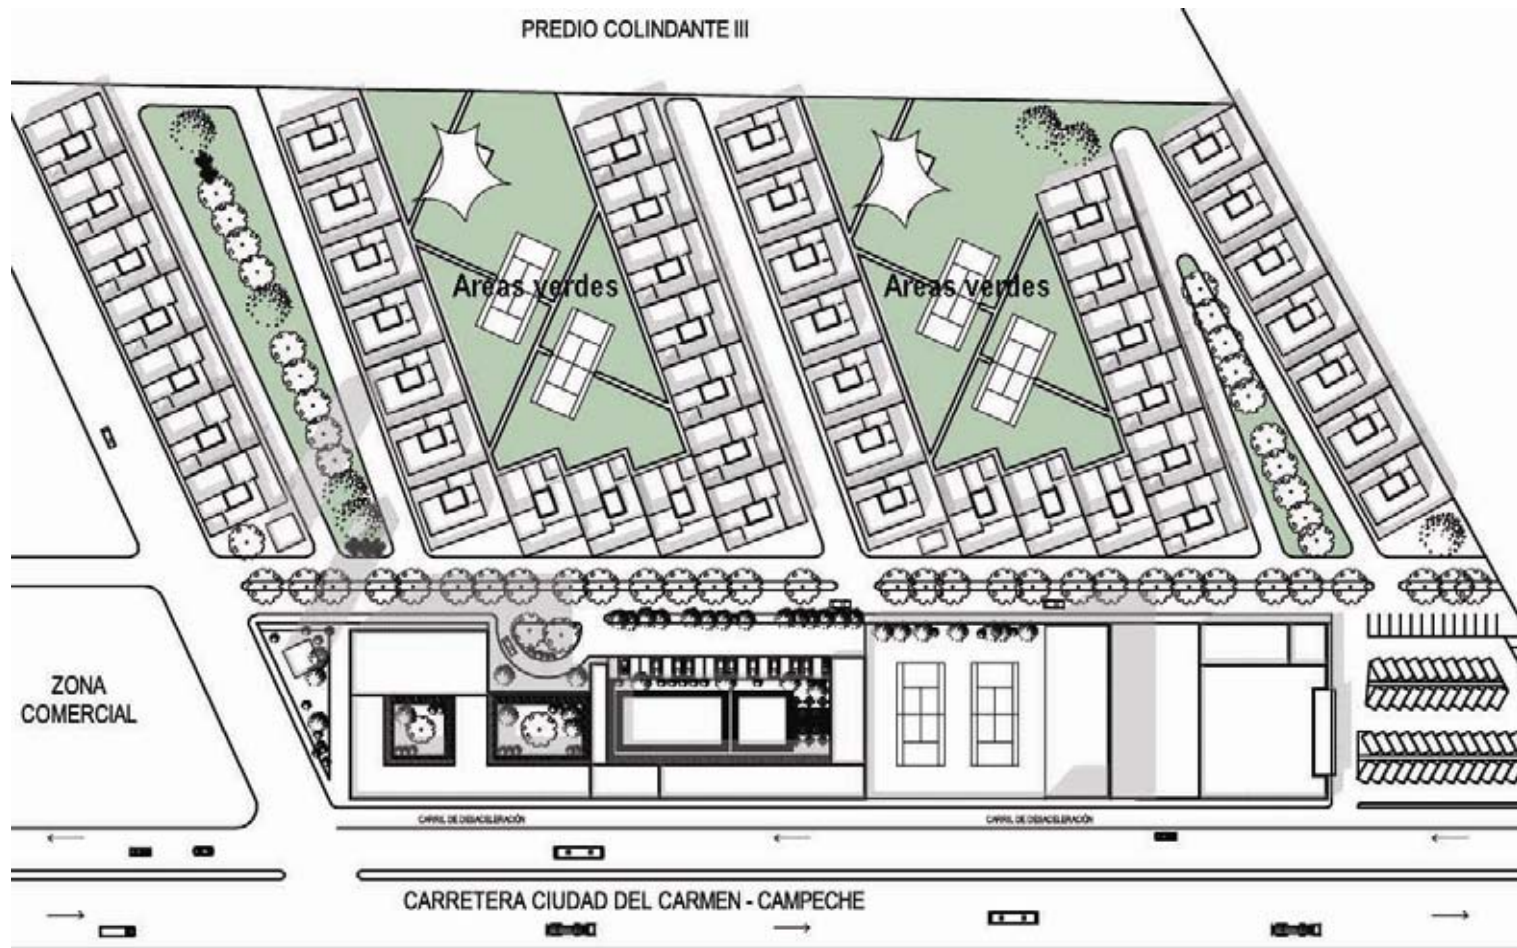 PREDIO COLINDANTE III
Areas verdes
Areas verdes
ZONA
COMERCIAL
CARRIL DE DESACELERACIÓN
CARRIL DE DESACELERACIÓN
CARRETERA CIUDAD DEL CARMEN - CAMPECHE